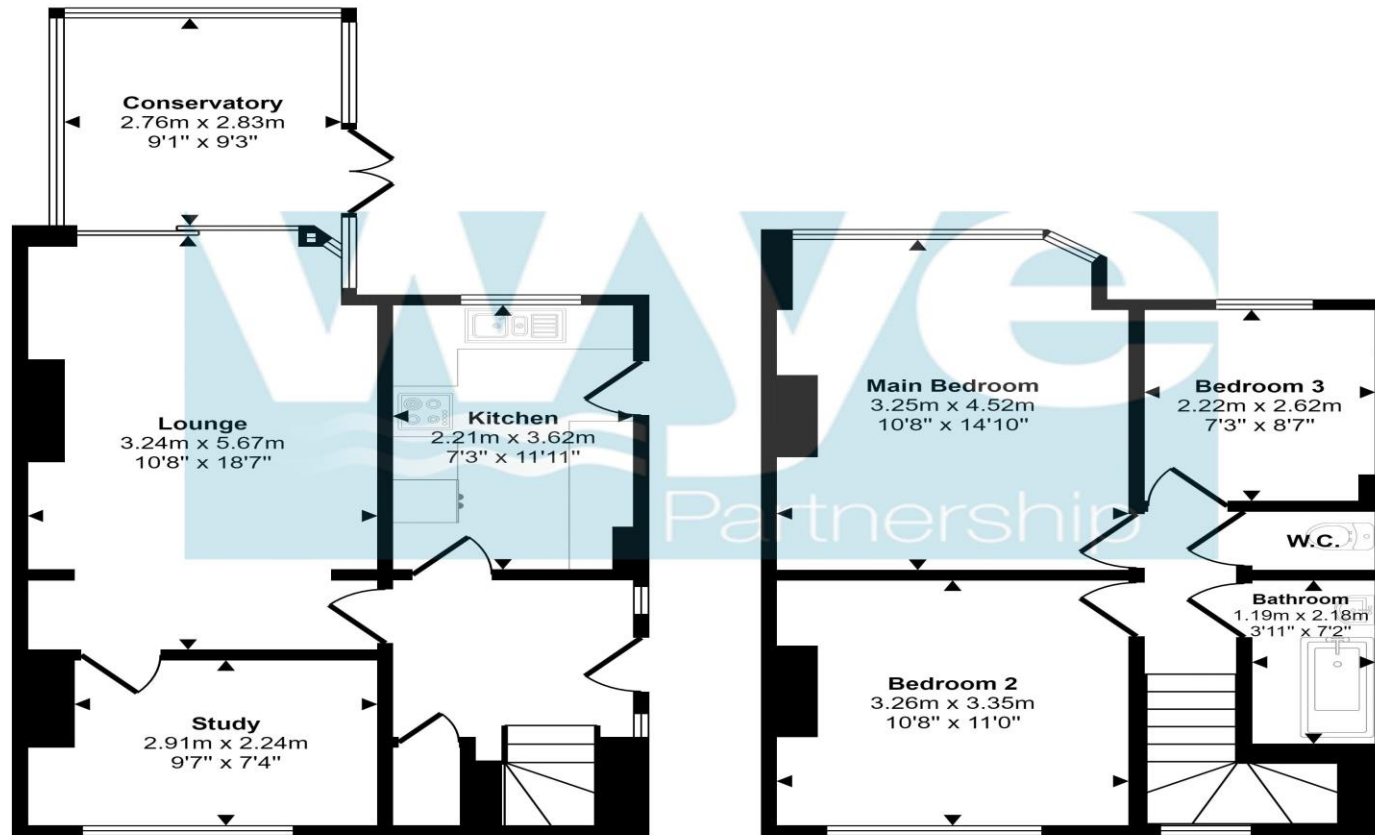 Conservatory
2.76m x 2.83m
9'1" x 9'3"
Lounge
3.24m x 5.67m
10'8" x 18'7"
Kitchen
2.21m x 3.62m
7'3" x 11'11"
Study
2.91m x 2.24m
9'7" x 7'4"
Main Bedroom
3.25m x 4.52m
10'8" x 14'10"
Bedroom 3
2.22m x 2.62m
7'3" x 8'7"
W.C.
Bathroom
1.19m x 2.18m
3'11" x 7'2"
Bedroom 2
3.26m x 3.35m
10'8" x 11'0"
waye
Partnership